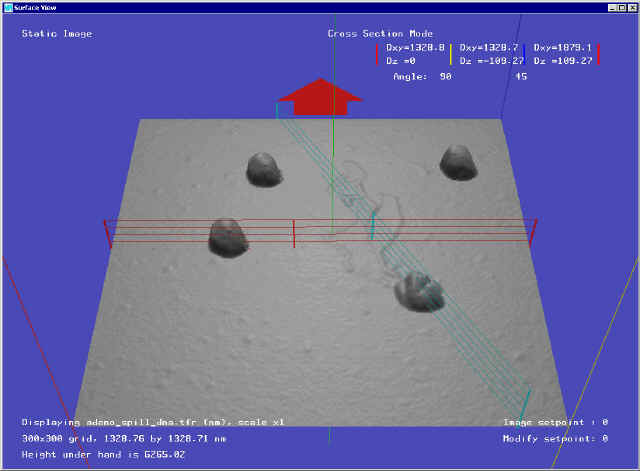 Surface View
Static Image
Cross Section Mode
Dxy=1328.8 Dxy=1328.7 Dxy=1879.1
Dz =0 Dz =-109.27 Dz =109.27
Angle: 90 45
Displaying adeno_spill_dna.tfr (nm), scale x1
300x300 grid, 1328.76 by 1328.71 nm
Height under hand is 6265.02
Image setpoint : 0
Modify setpoint: 0